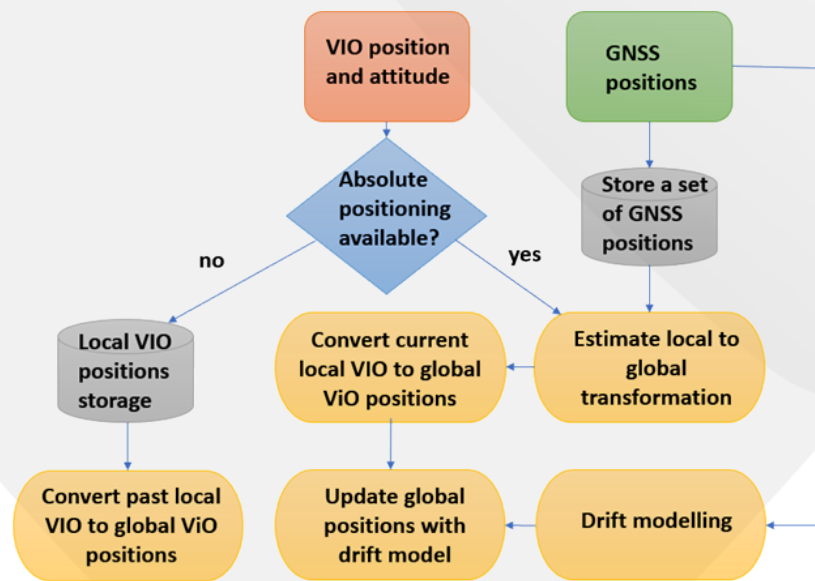 VIO position
and attitude
GNSS
positions
Absolute
positioning
available?
Store a set
of GNSS
positions
no
yes
Local VIO
positions
storage
Convert current
local VIO to global
ViO positions
Estimate local to
global
transformation
Convert past local
VIO to global ViO
positions
Update global
positions with
drift model
Drift modelling